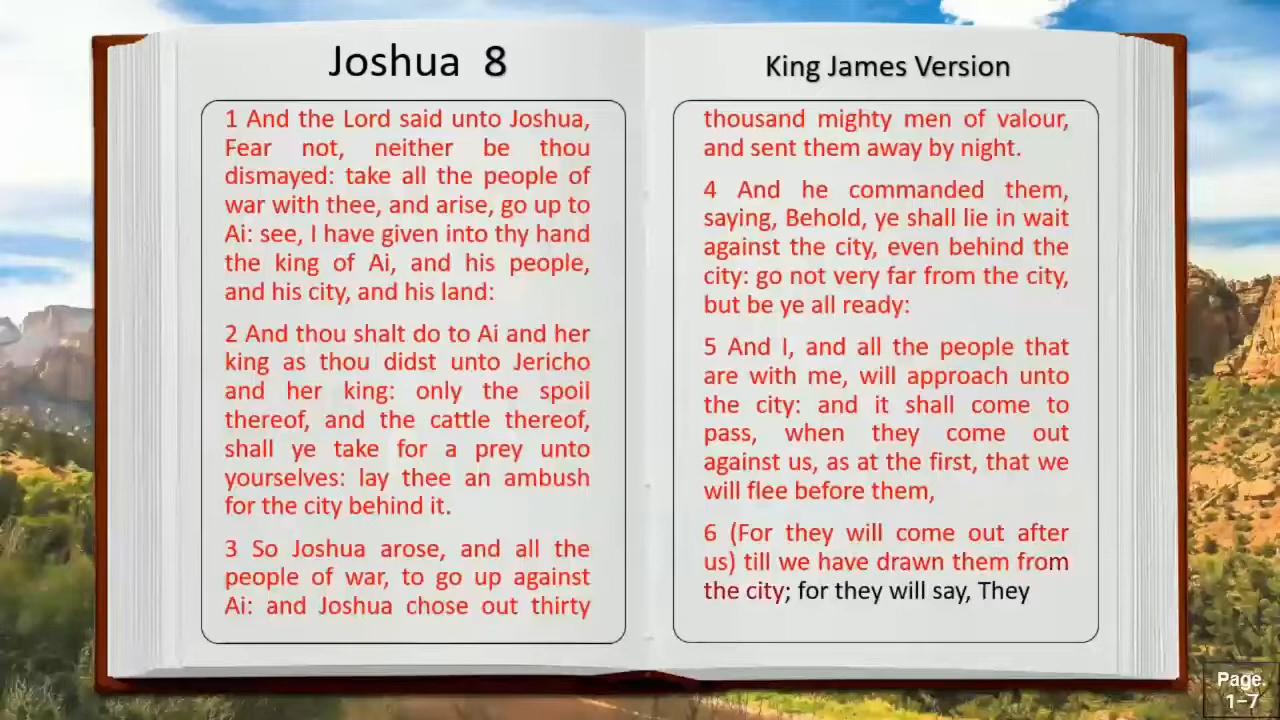 Joshua 8
1 And the Lord said unto Joshua,
Fear not, neither be thou
dismayed: take all the people of
war with thee, and arise, go up to
Ai: see, I have given into thy hand
the king of Ai, and his people,
and his city, and his land:
2 And thou shalt do to Ai and her
king as thou didst unto Jericho
and her king: only the spoil
thereof, and the cattle thereof,
shall ye take for a prey unto
yourselves: lay thee an ambush
for the city behind it.
3 So Joshua arose, and all the
people of war, to go up against
Ai: and Joshua chose out thirty
King James Version
thousand mighty men of valour,
and sent them away by night.
4 And he commanded them,
saying, Behold, ye shall lie in wait
against the city, even behind the
city: go not very far from the city,
but be ye all ready:
5 And I, and all the people that
are with me, will approach unto
the city: and it shall come to
pass, when they come out
against us, as at the first, that we
will flee before them,
6 (For they will come out after
us) till we have drawn them from
the city; for they will say, They
Page.
1-7